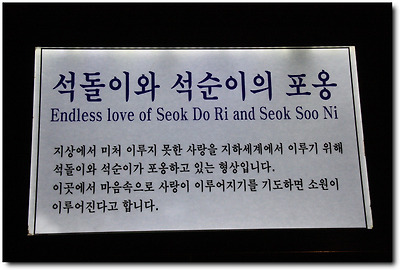 석돌이와 석순이의 포옹
Endless love of Seok Do Ri and Seok Soo Ni
지상에서 미처 이루지 못한 사랑을 지하세계에서 이루기 위해
석돌이와 석순이가 포옹하고 있는 형상입니다.
이곳에서 마음속으로 사랑이 이루어지기를 기도하면 소원이
이루어진다고 합니다.